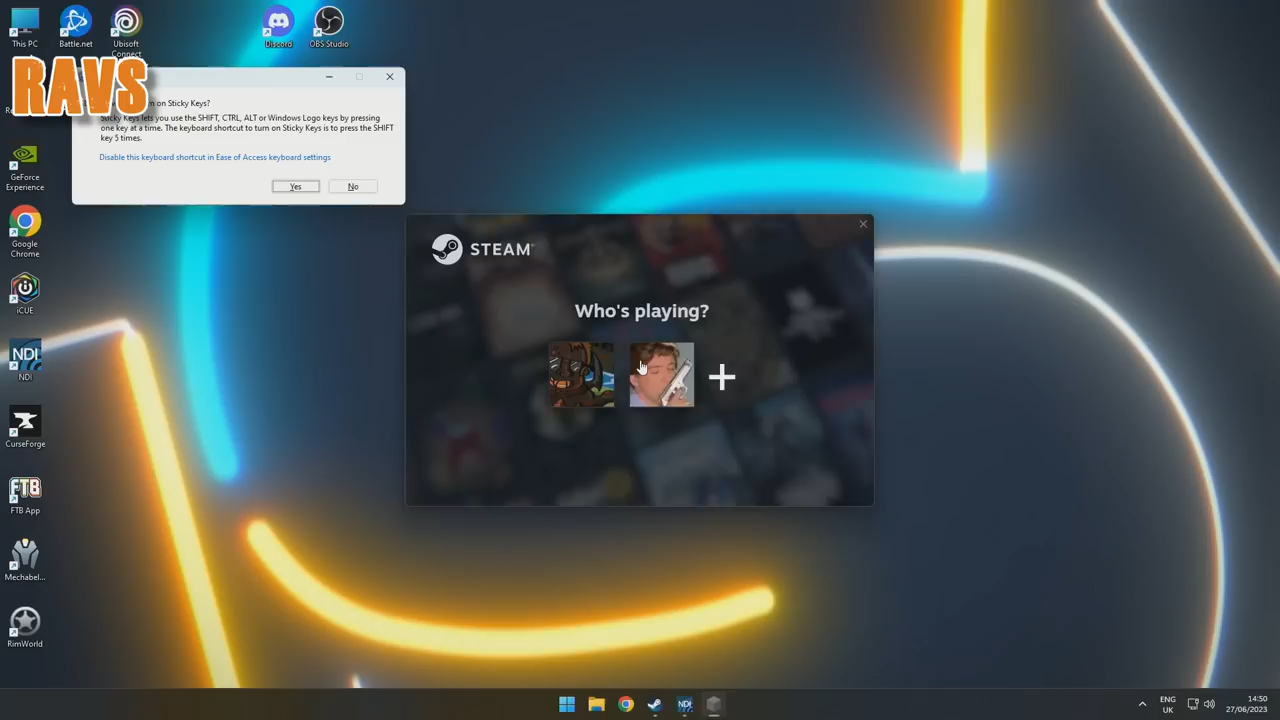 This PC
Battle.net
Ubisoft
Connect
Discord
OBS Studio
RAVS
turn on Sticky Keys?
Sticky Keys lets you use the SHIFT, CTRL, ALT or Windows Logo keys by pressing
one key at a time. The keyboard shortcut to turn on Sticky Keys is to press the SHIFT
key 5 times.
Disable this keyboard shortcut in Ease of Access keyboard settings
Yes
No
GeForce
Experience
Google
Chrome
iCUE
NDI
NDI
CurseForge
FTB
FTB App
Mechabel...
RimWorld
STEAM
Who's playing?
NDI
ENG
UK
14:50
27/06/2023